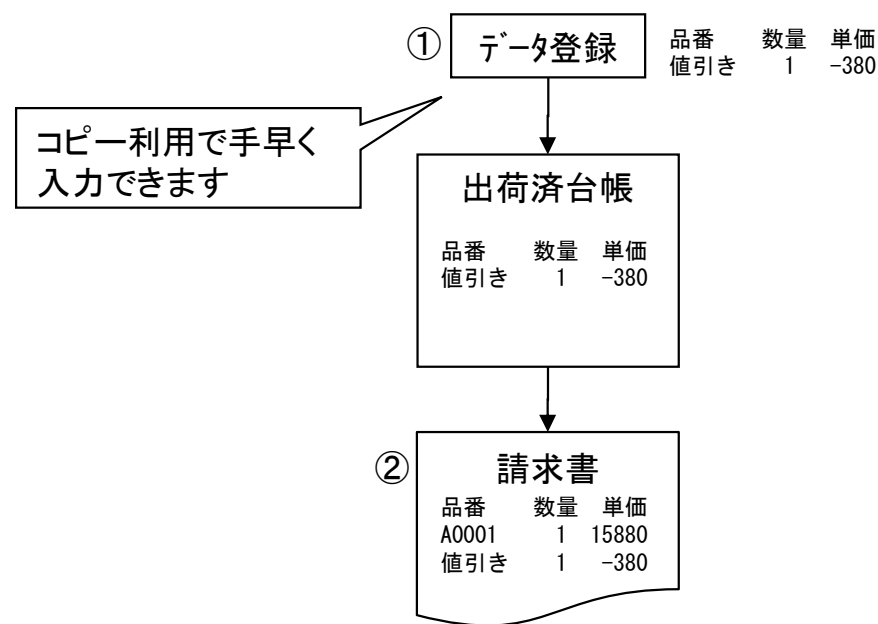 ① ﾃﾞｰﾀ登録
品番 数量 単価
値引き 1 -380
コピー利用で手早く
入力できます
出荷済台帳
品番 数量 単価
値引き 1 -380
② 請求書
品番 数量 単価
A0001 1 15880
値引き 1 -380